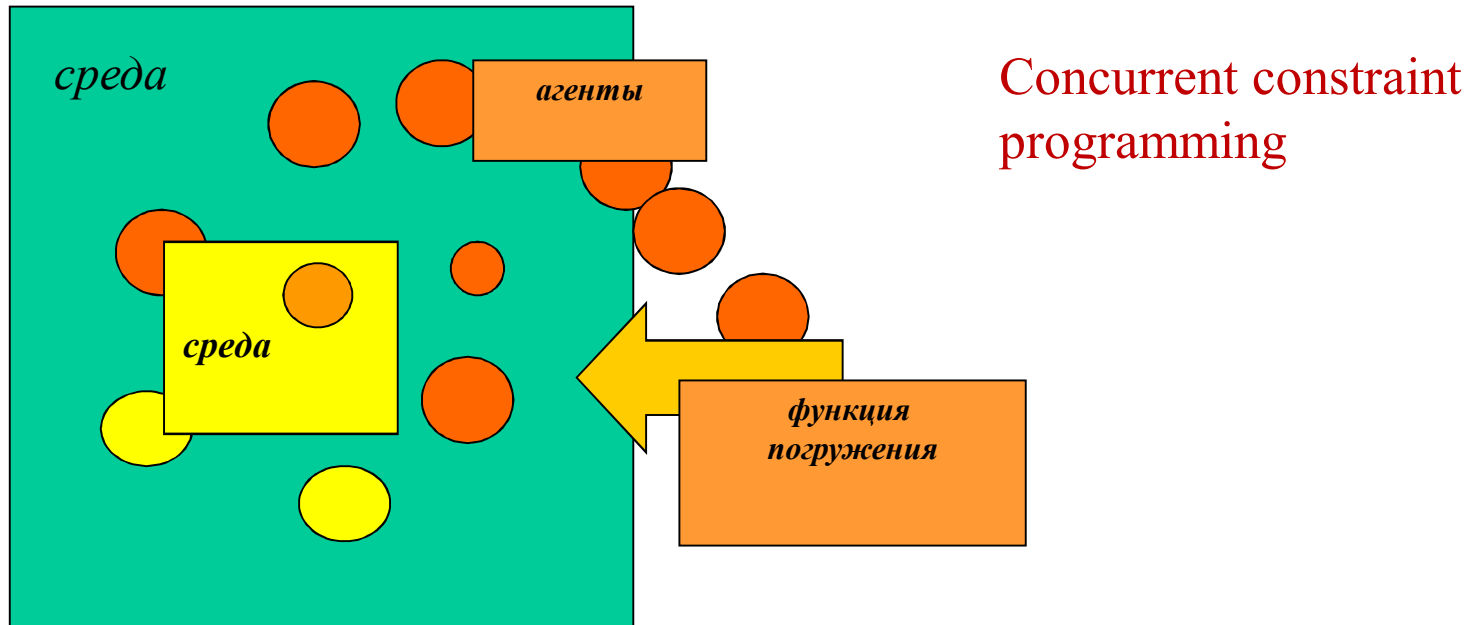 среда
агенты
Concurrent constraint
programming
среда
функция
погружения